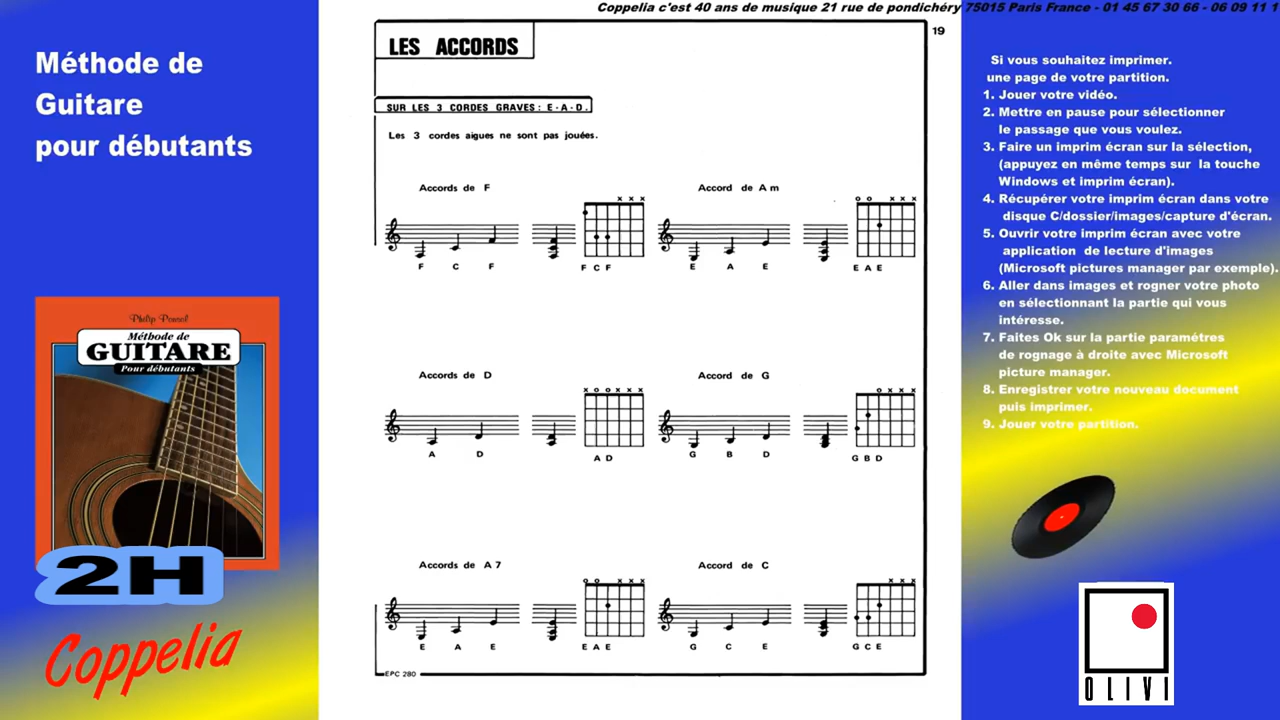 Coppelia c'est 40 ans de musique 21 rue de pondichéry 75015 Paris France - 01 45 67 30 66 - 06 09 11 1
Méthode de
Guitare
pour débutants
Philip Penzol
Méthode de
GUITARE
Pour débutants
2H
Coppelia
19
LES ACCORDS
SUR LES 3 CORDES GRAVES : E - A - D.
Les 3 cordes aigues ne sont pas jouées.
Accords de F
x x x
F C F
F C F
Accord de A m
o o x x x
E A E
E A E
Accords de D
x o o x x x
A D
A D
Accord de G
o x x x
G B D
G B D
Accords de A 7
o o x x x
E A E
E A E
Accord de C
x x x
G C E
G C E
EPC 280
Si vous souhaitez imprimer.
une page de votre partition.
1. Jouer votre vidéo.
2. Mettre en pause pour sélectionner
le passage que vous voulez.
3. Faire un imprim écran sur la sélection,
(appuyez en même temps sur la touche
Windows et imprim écran).
4. Récupérer votre imprim écran dans votre
disque C/dossier/images/capture d'écran.
5. Ouvrir votre imprim écran avec votre
application de lecture d'images
(Microsoft pictures manager par exemple).
6. Aller dans images et rogner votre photo
en sélectionnant la partie qui vous
intéresse.
7. Faites Ok sur la partie paramétres
de rognage à droite avec Microsoft
picture manager.
8. Enregistrer votre nouveau document
puis imprimer.
9. Jouer votre partition.
OLIVI